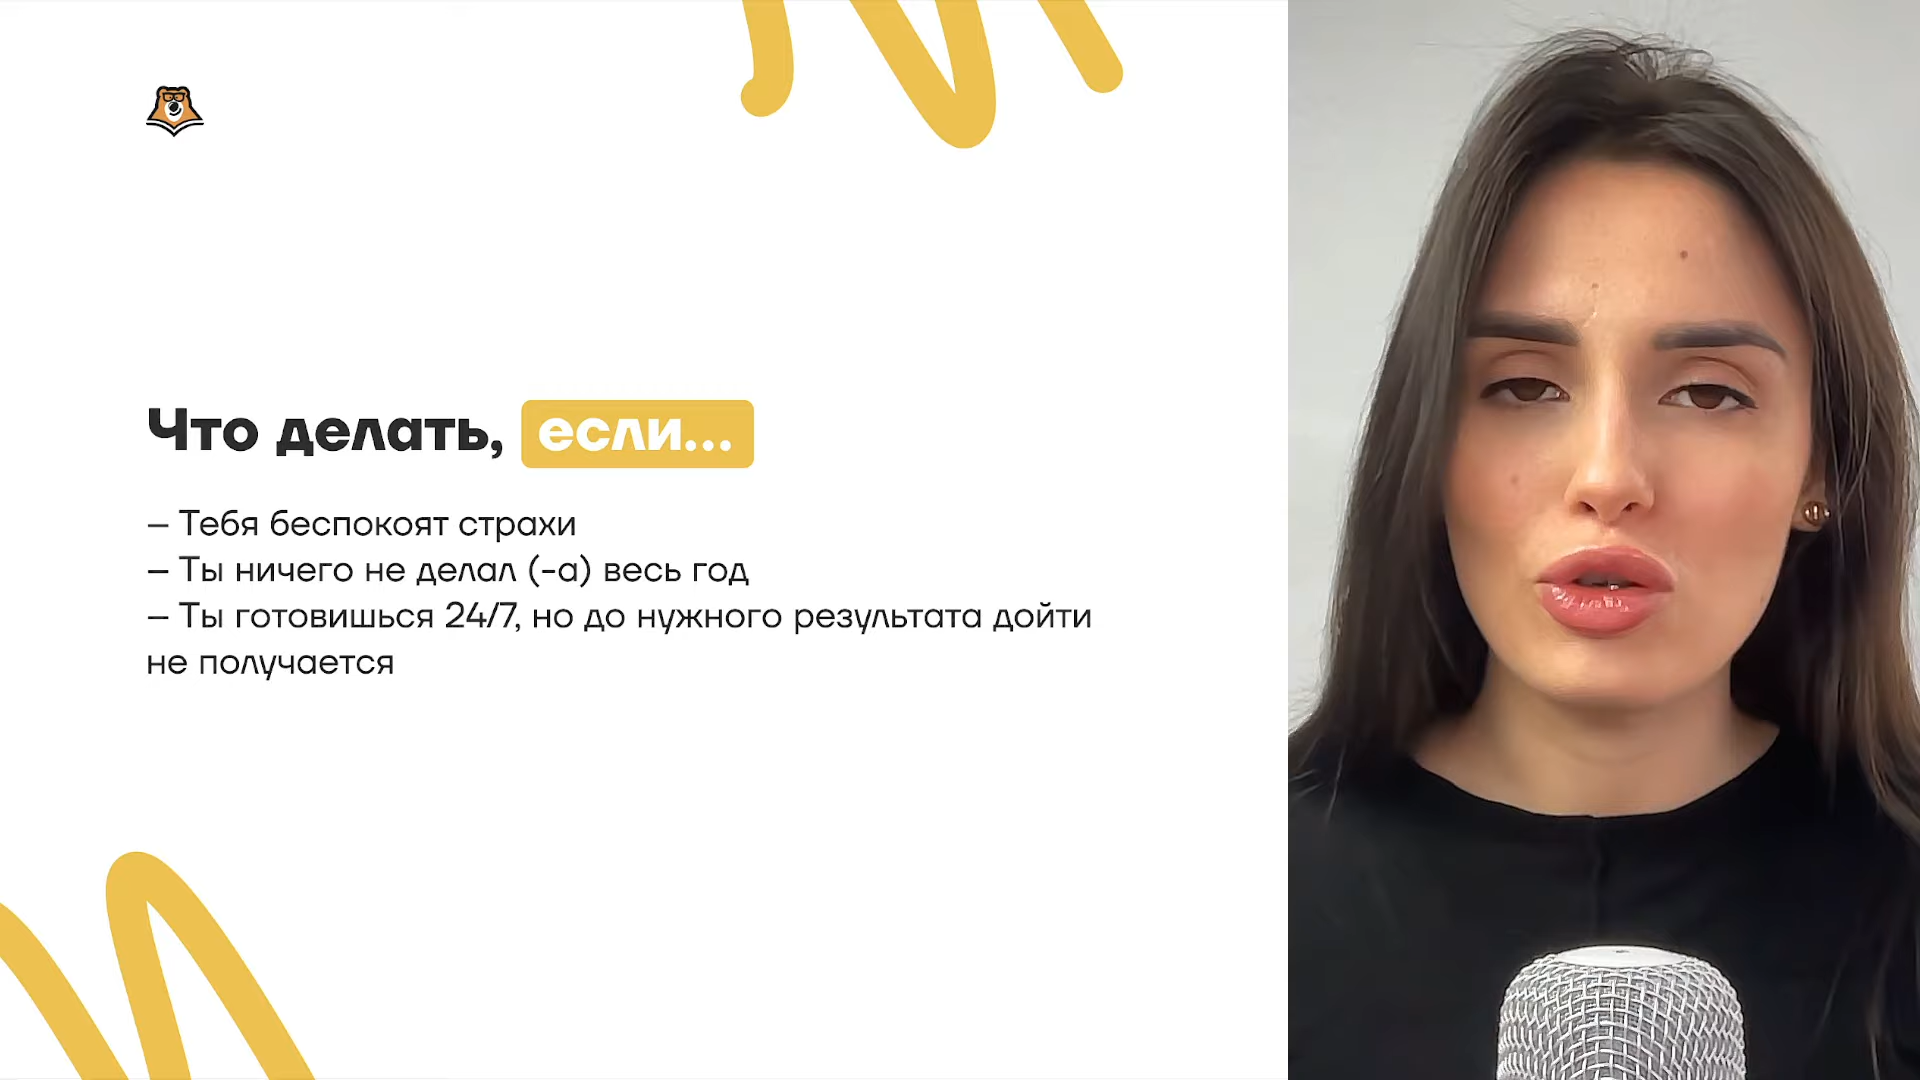 Что делать, если...
– Тебя беспокоят страхи
– Ты ничего не делал (-а) весь год
– Ты готовишься 24/7, но до нужного результата дойти
не получается